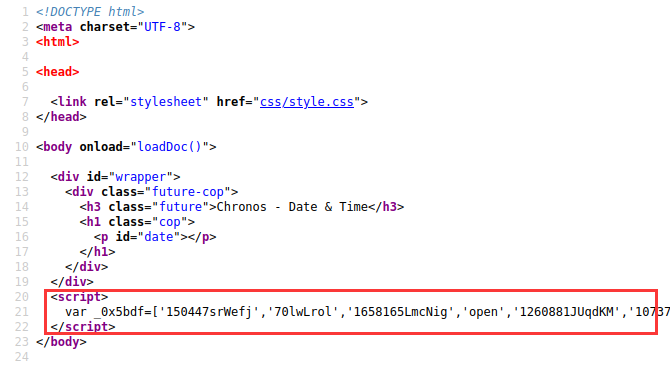 1 <!DOCTYPE html>
2 <meta charset="UTF-8">
3 <html>
4
5 <head>
6
7 <link rel="stylesheet" href="css/style.css">
8 </head>
9
10 <body onload="loadDoc()">
11
12 <div id="wrapper">
13 <div class="future-cop">
14 <h3 class="future">Chronos - Date & Time</h3>
15 <h1 class="cop">
16 <p id="date"></p>
17 </h1>
18 </div>
19 </div>
20 <script>
21 var _0x5bdf=['150447srWefj','70lwLrol','1658165LmcNig','open','1260881JUqdKM','10737
22 </script>
23 </body>
24